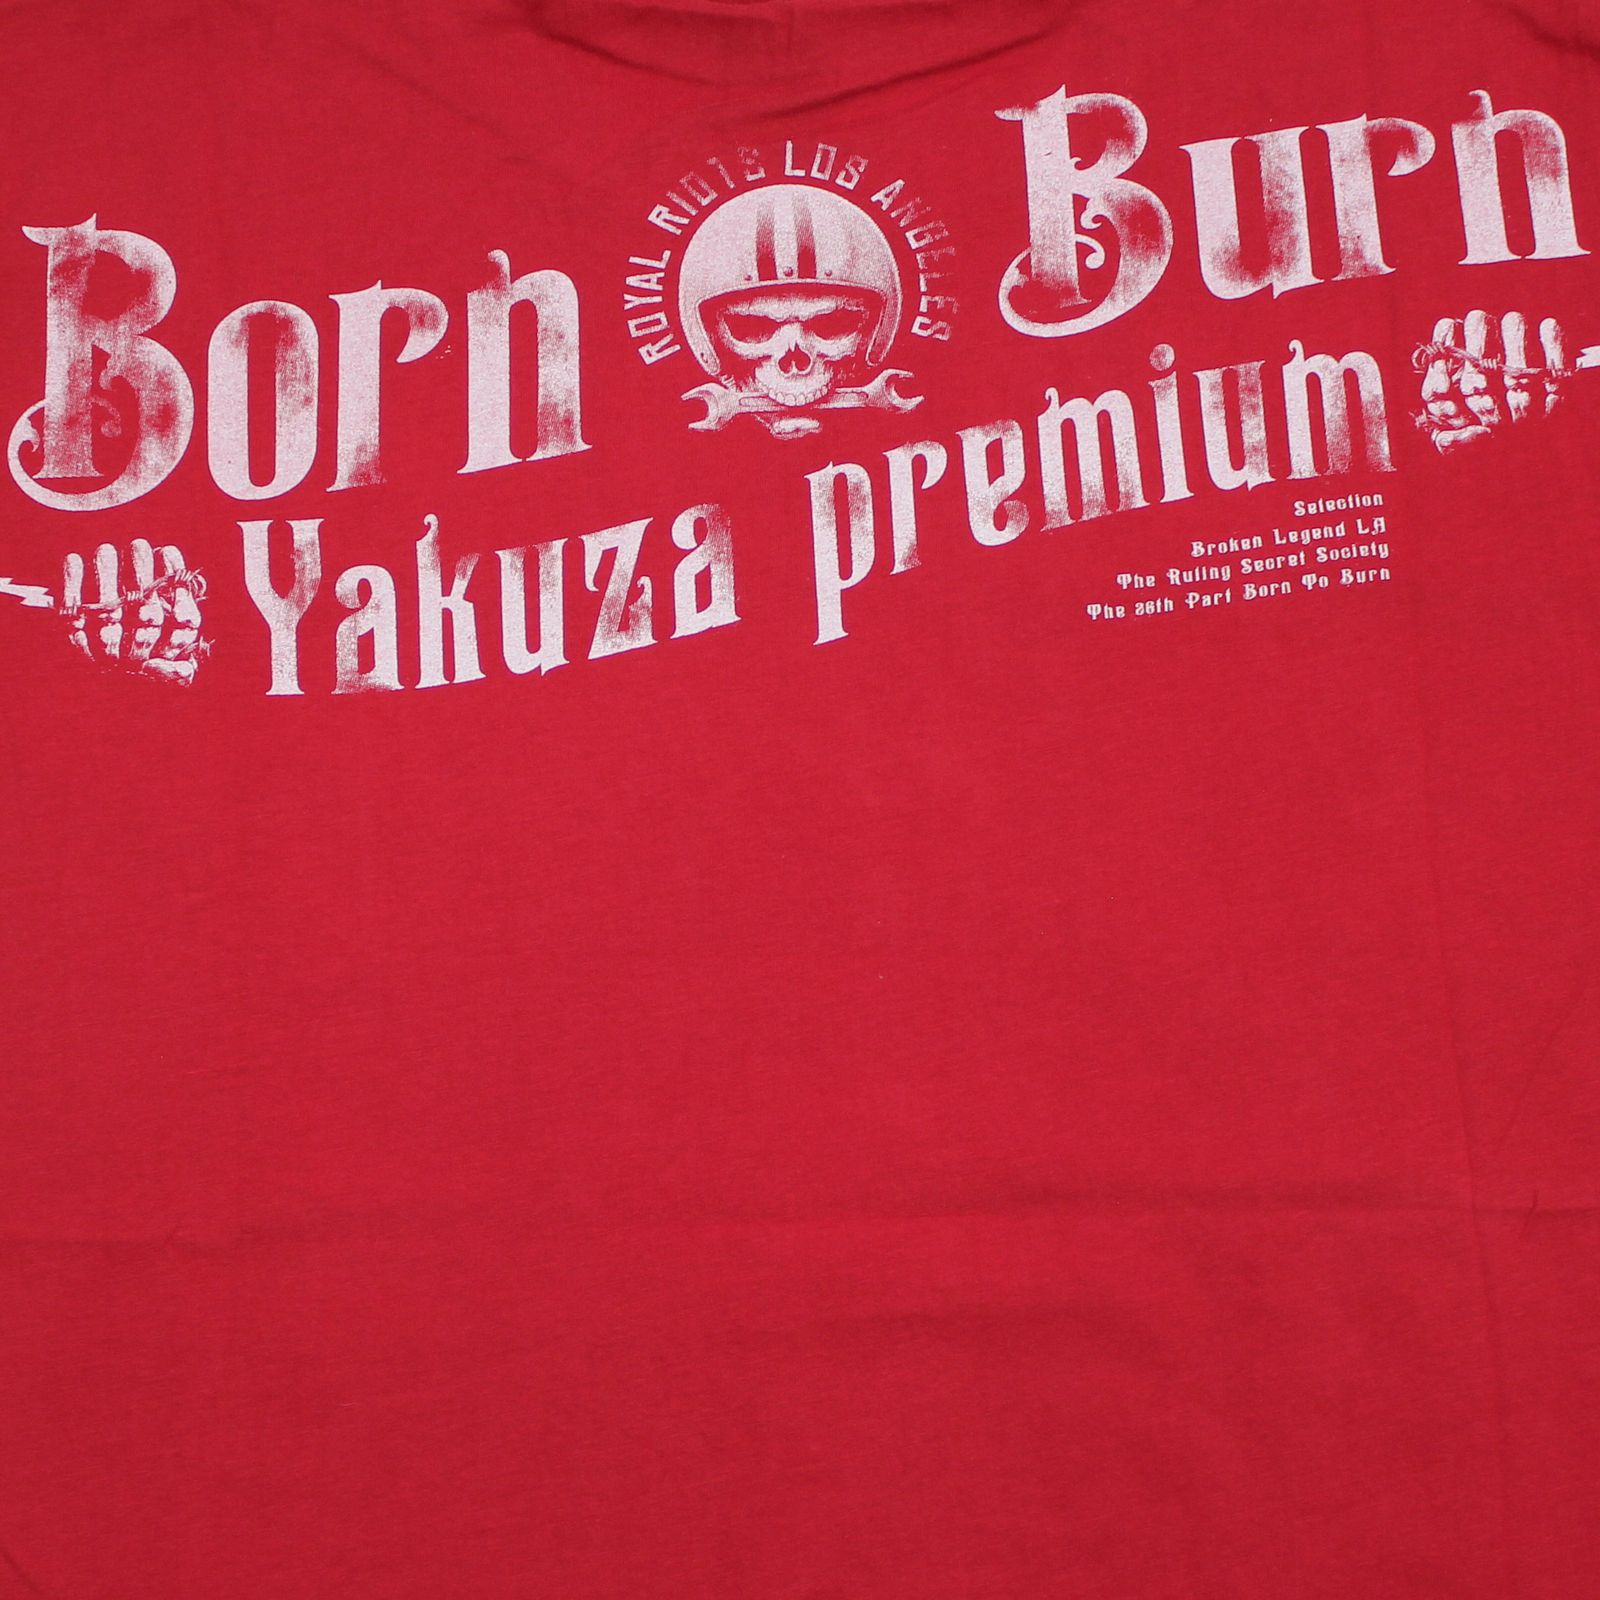 Born Burn
ROYAL RIOTS LOS ANGELES
Yakuza premium
Selection
Broken Legend LA
The Ruling Secret Society
The 26th Part Born To Burn